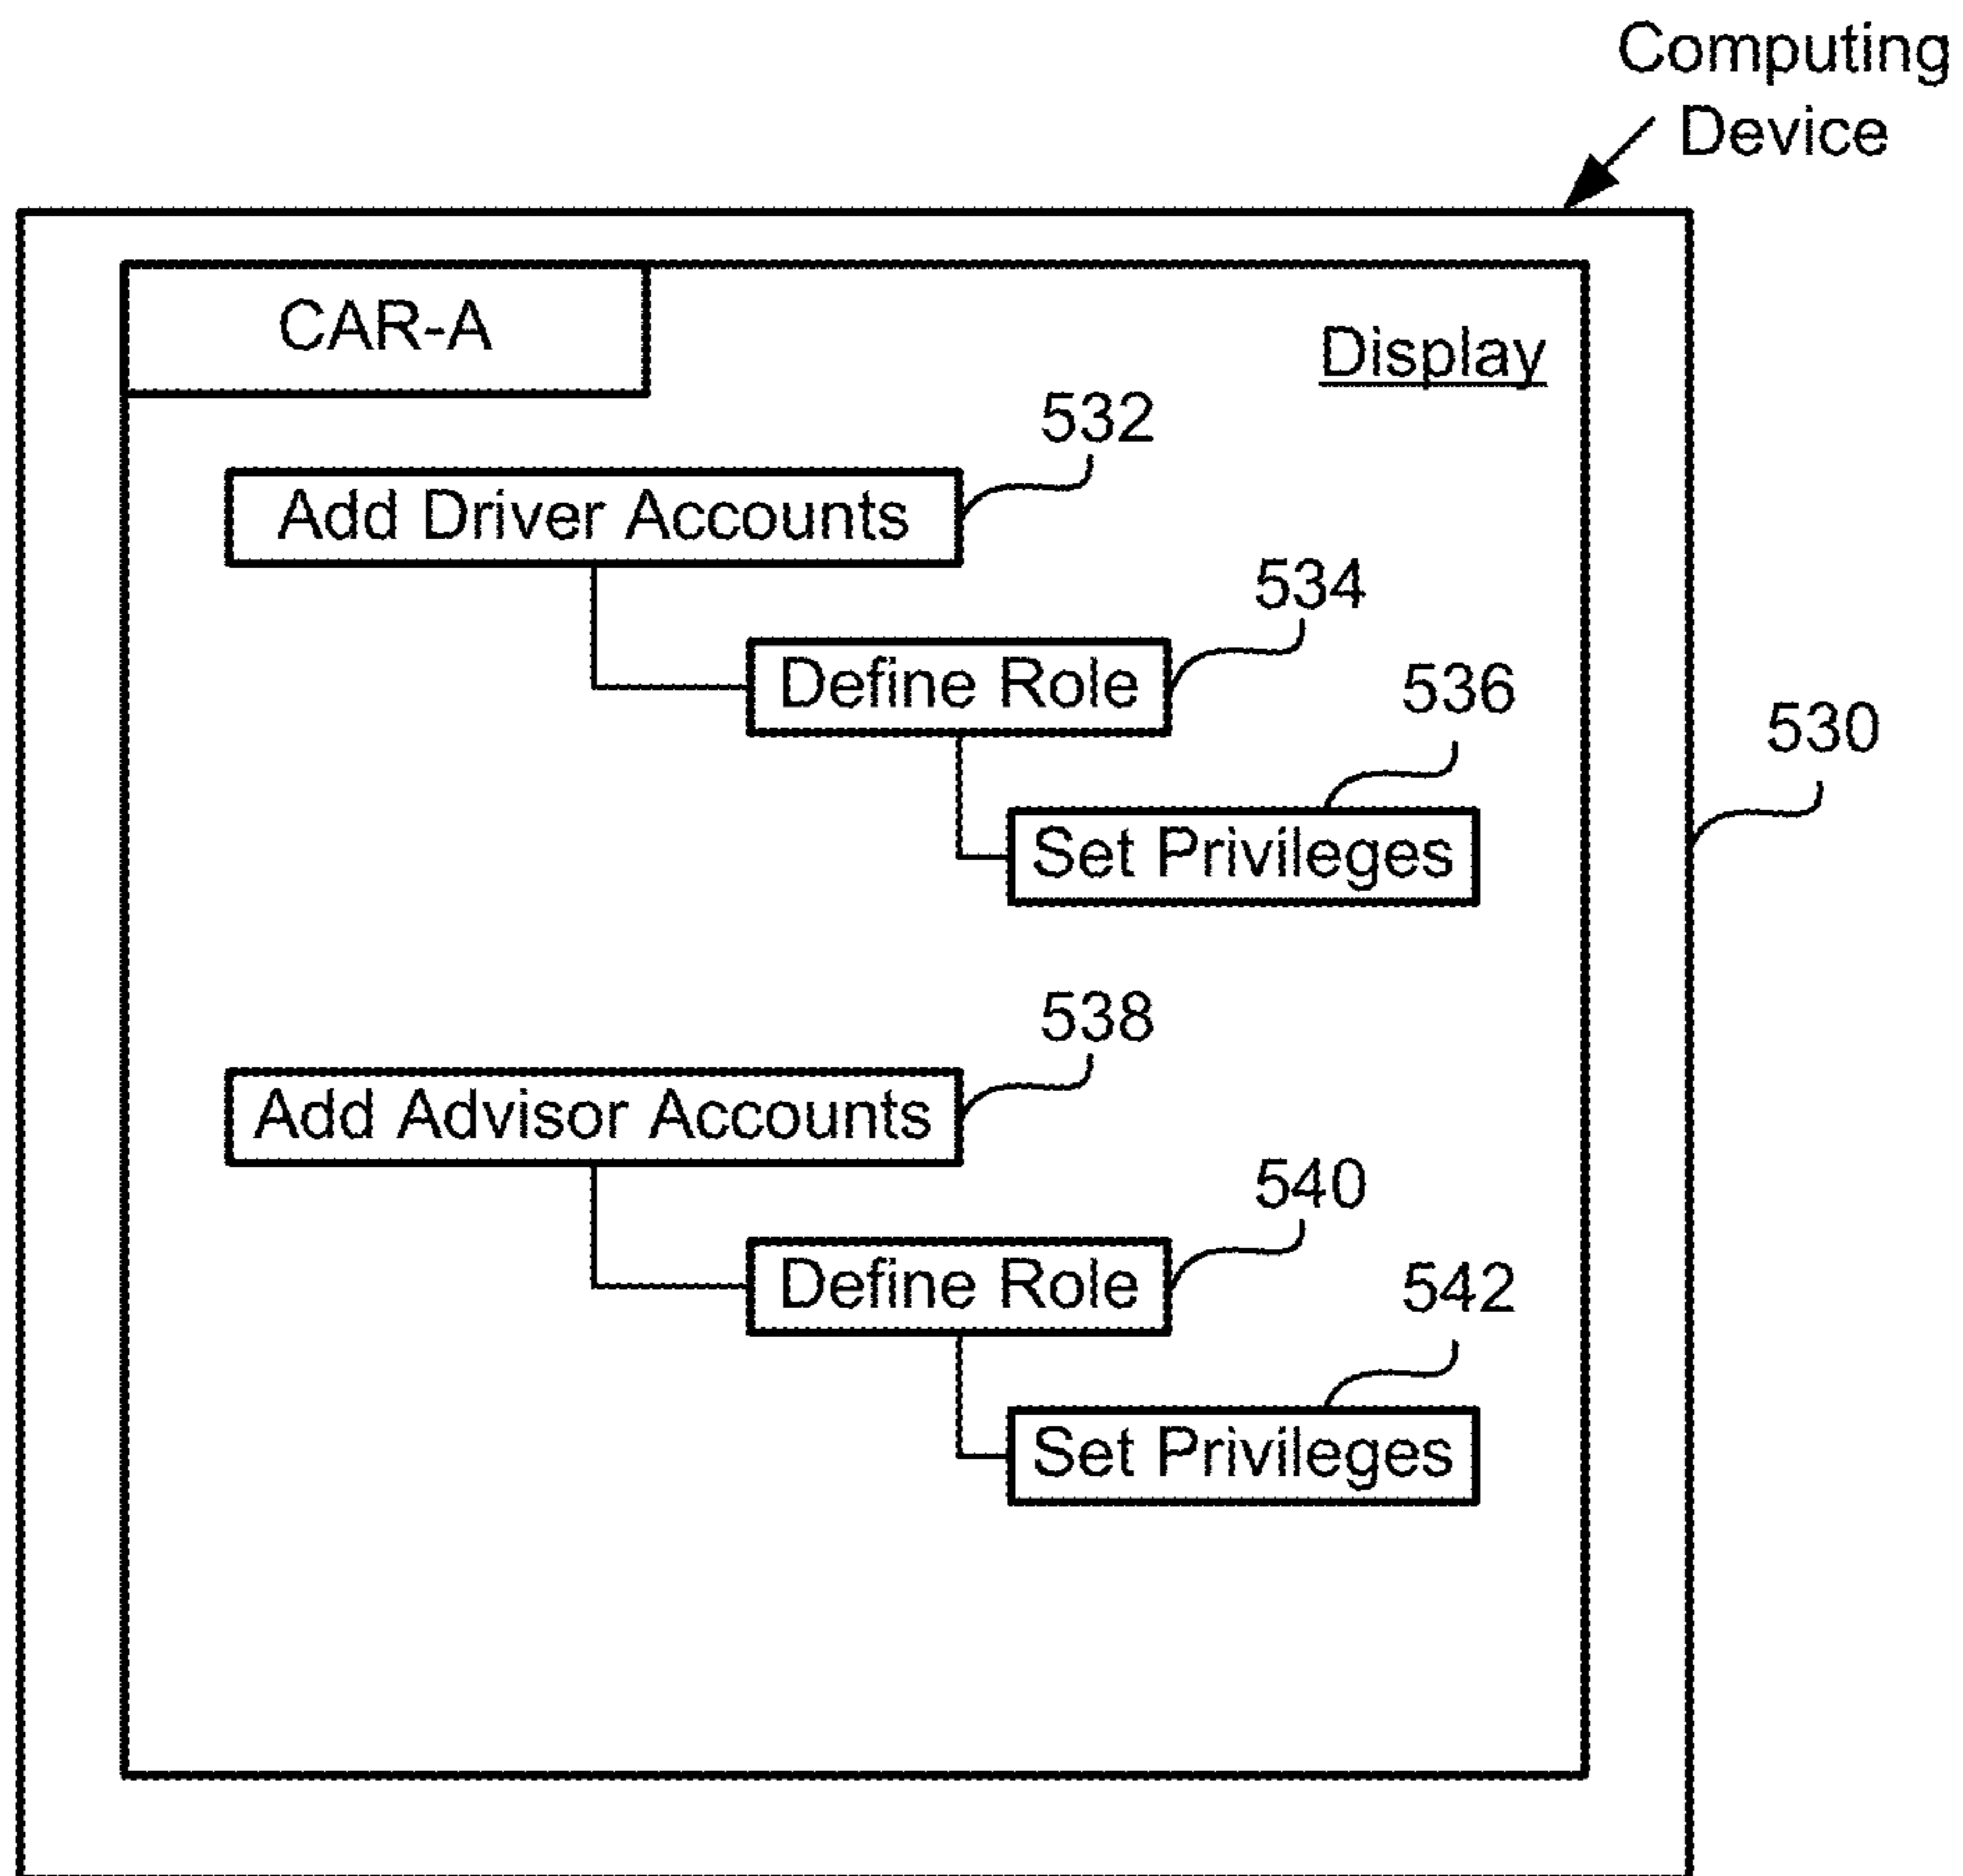 Computing
Device
CAR-A
Display
532
Add Driver Accounts
534
Define Role
536
530
Set Privileges
538
Add Advisor Accounts
540
Define Role
542
Set Privileges